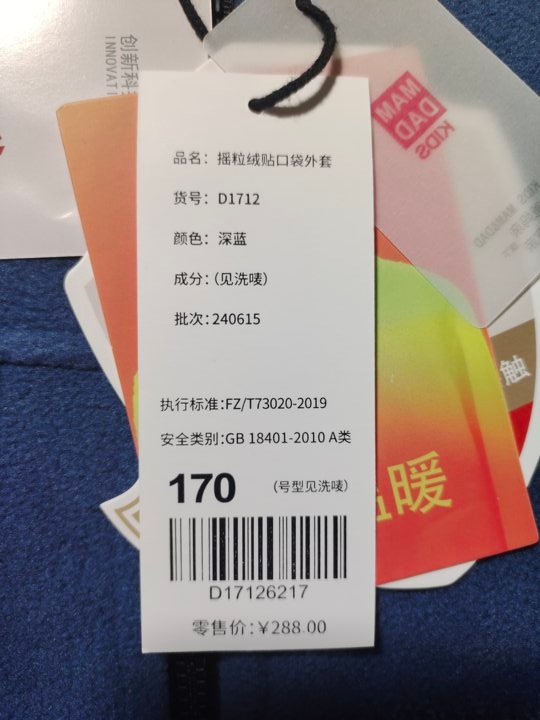 创新科
INNOVATI
MAM
DAD
KIDS
品名：摇粒绒贴口袋外套
货号：D1712
颜色：深蓝
成分：（见洗唛）
批次：240615
执行标准：FZ/T73020-2019
安全类别：GB 18401-2010 A类
170 （号型见洗唛）
D17126217
零售价：¥288.00
触
暖